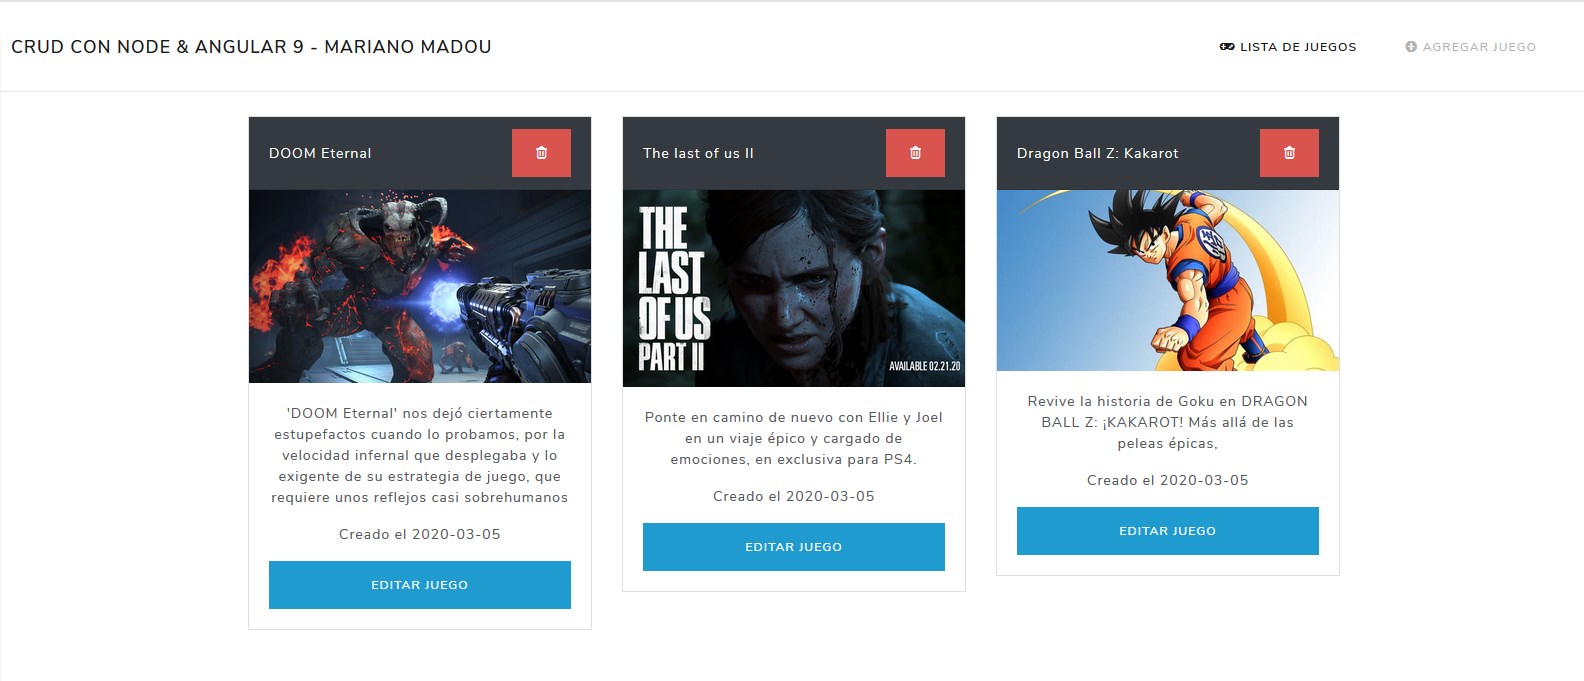 CRUD CON NODE & ANGULAR 9 - MARIANO MADOU
LISTA DE JUEGOS
AGREGAR JUEGO
DOOM Eternal
'DOOM Eternal' nos dejó ciertamente
estupefactos cuando lo probamos, por la
velocidad infernal que desplegaba y lo
exigente de su estrategia de juego, que
requiere unos reflejos casi sobrehumanos
Creado el 2020-03-05
EDITAR JUEGO
The last of us II
THE
LAST
OF US
PART II
AVAILABLE 02.21.20
Ponte en camino de nuevo con Ellie y Joel
en un viaje épico y cargado de
emociones, en exclusiva para PS4.
Creado el 2020-03-05
EDITAR JUEGO
Dragon Ball Z: Kakarot
Revive la historia de Goku en DRAGON
BALL Z: ¡KAKAROT! Más allá de las
peleas épicas,
Creado el 2020-03-05
EDITAR JUEGO